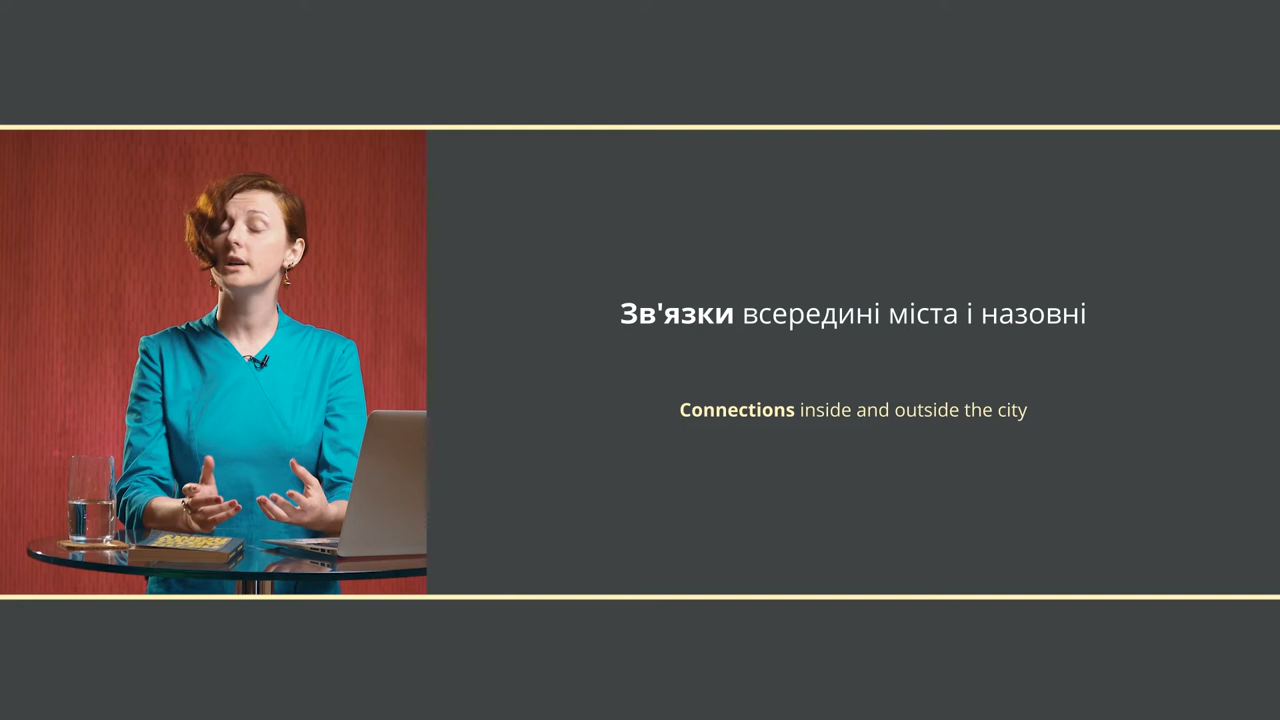 Зв'язки всередині міста і назовні
Connections inside and outside the city